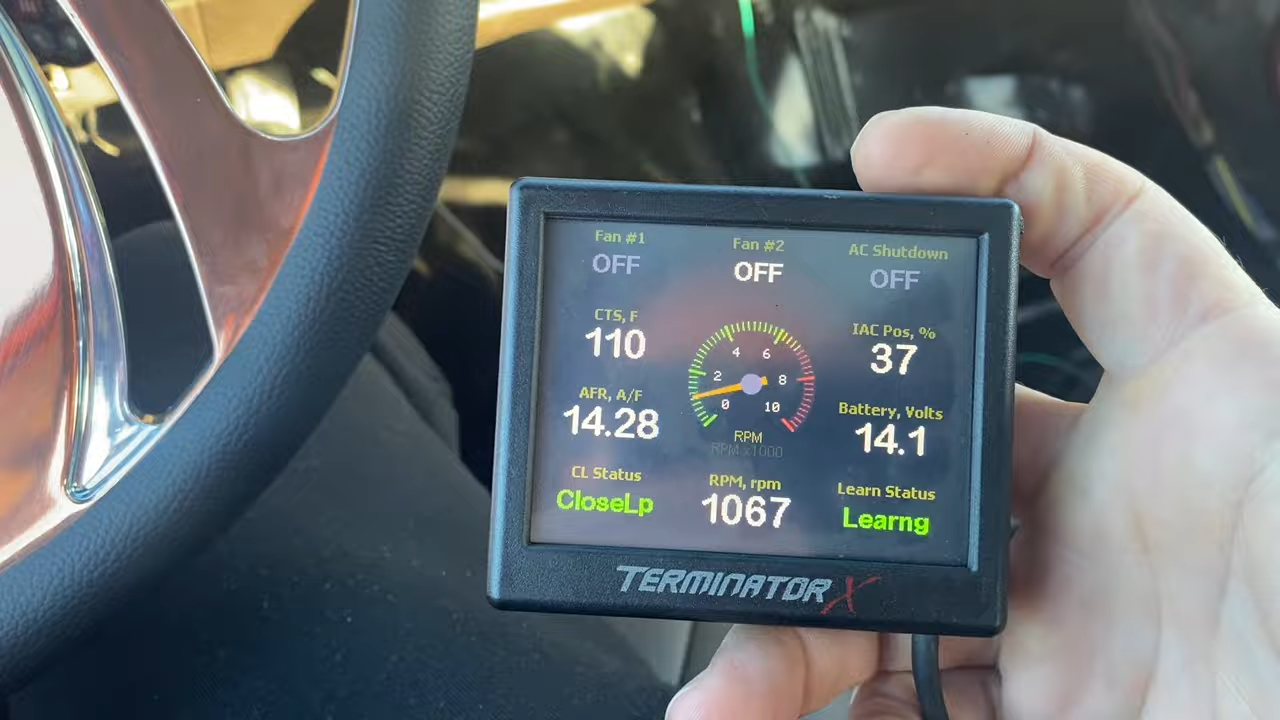 Fan #1
OFF
Fan #2
OFF
AC Shutdown
OFF
CTS, F
110
4
6
2
8
0
10
IAC Pos, %
37
AFR, A/F
14.28
RPM
RPM x1000
Battery, Volts
14.1
CL Status
CloseLp
RPM, rpm
1067
Learn Status
Learng
TERMINATOR X